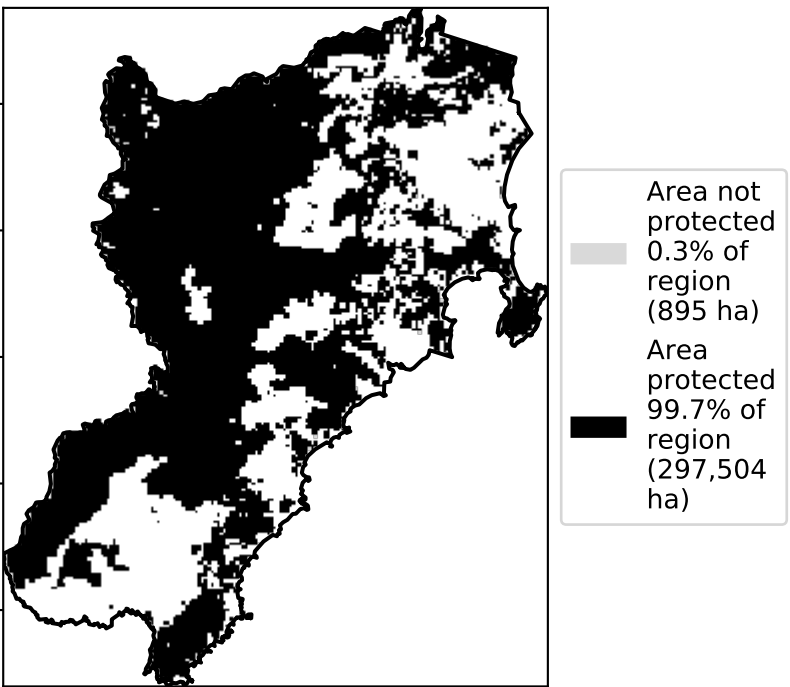 Area not
protected
0.3% of
region
(895 ha)
Area
protected
99.7% of
region
(297,504
ha)